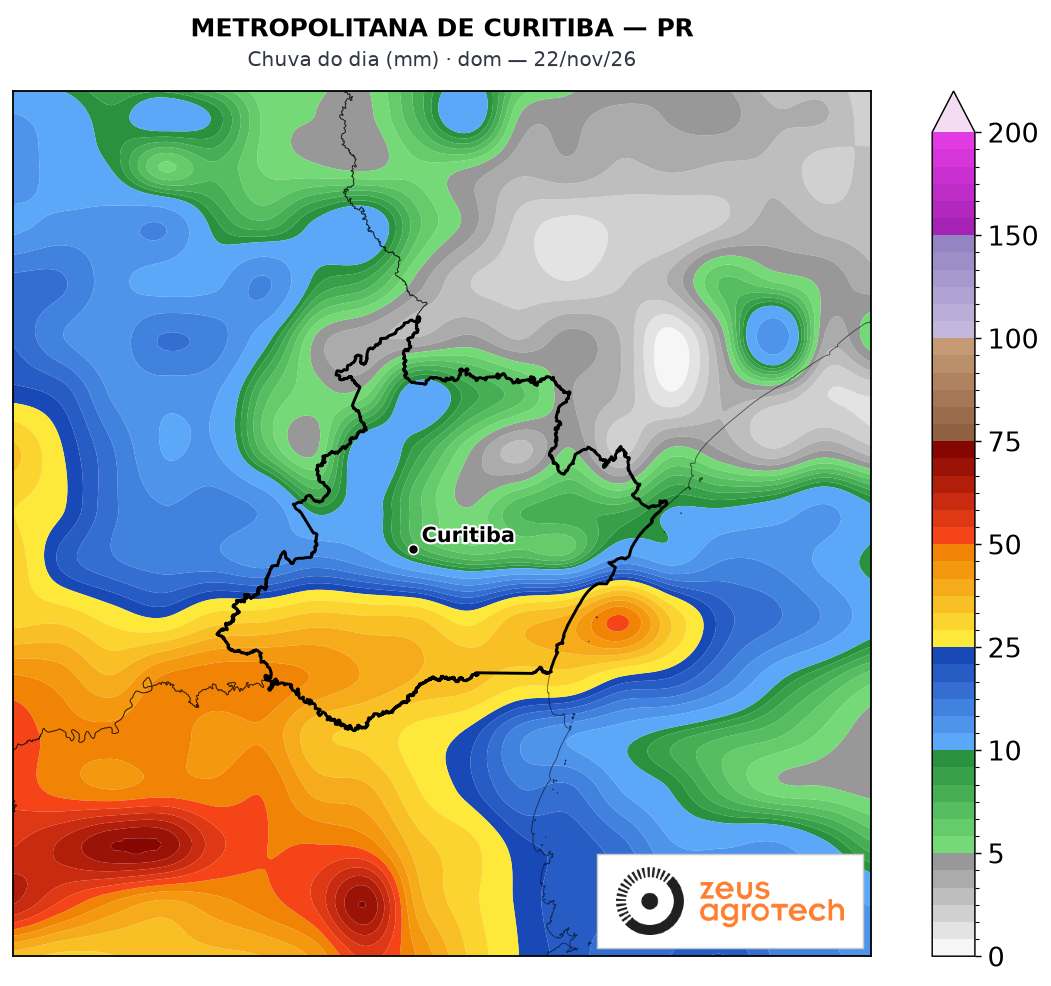 METROPOLITANA DE CURITIBA — PR
Chuva do dia (mm) · dom — 22/nov/26
200
150
100
75
50
25
10
5
0
Curitiba
zeus
agrotech